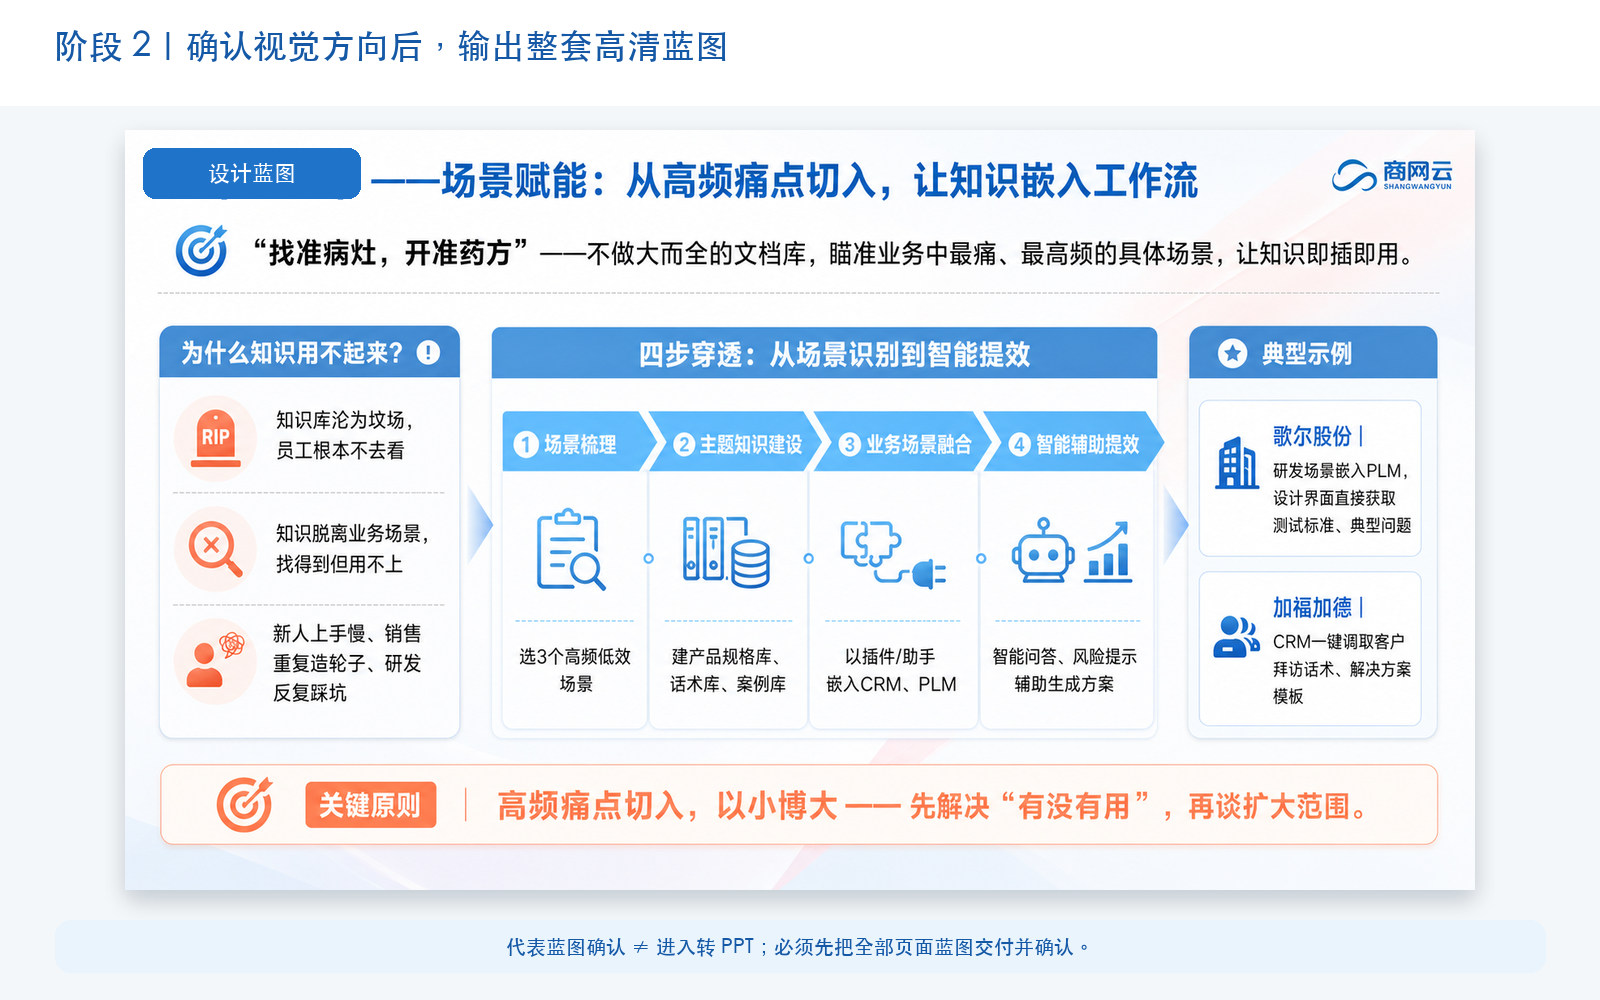 阶段 2丨确认视觉方向后，输出整套高清蓝图
设计蓝图
——场景赋能：从高频痛点切入，让知识嵌入工作流
商网云
SHANGWANGYUN
“找准病灶，开准药方”——不做大而全的文档库，瞄准业务中最痛、最高频的具体场景，让知识即插即用。
为什么知识用不起来？
RIP
知识库沦为坟场，
员工根本不去看
知识脱离业务场景，
找得到但用不上
新人上手慢、销售
重复造轮子、研发
反复踩坑
四步穿透：从场景识别到智能提效
1 场景梳理
2 主题知识建设
3 业务场景融合
4 智能辅助提效
选3个高频低效
场景
建产品规格库、
话术库、案例库
以插件/助手
嵌入CRM、PLM
智能问答、风险提示
辅助生成方案
典型示例
歌尔股份｜
研发场景嵌入PLM，
设计界面直接获取
测试标准、典型问题
加福加德｜
CRM一键调取客户
拜访话术、解决方案
模板
关键原则｜高频痛点切入，以小博大——先解决“有没有用”，再谈扩大范围。
代表蓝图确认 ≠ 进入转 PPT；必须先把全部页面蓝图交付并确认。